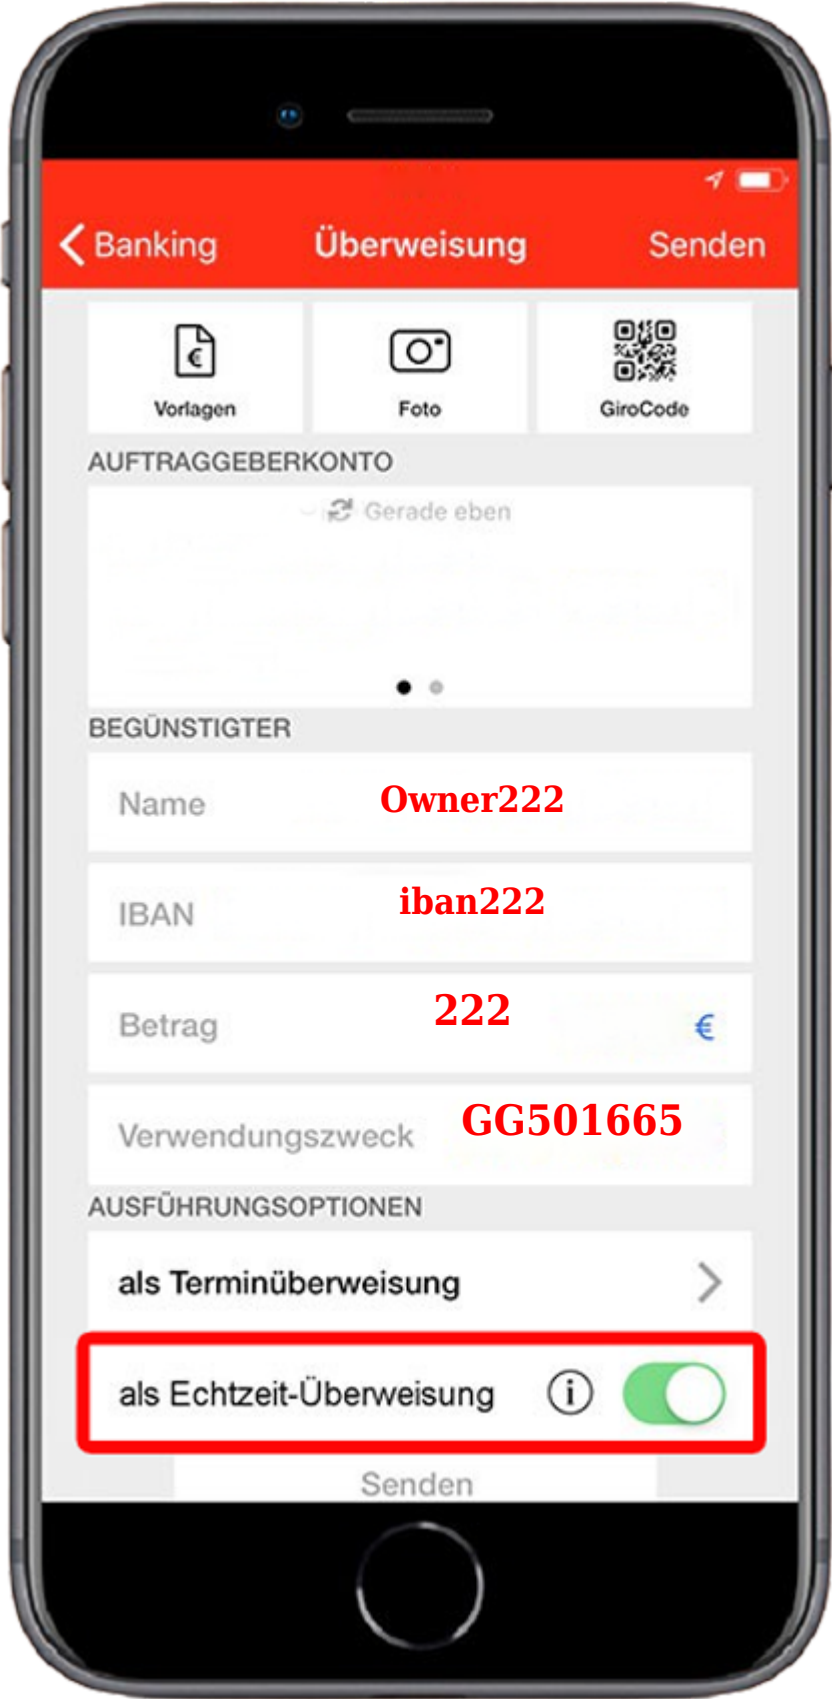 Banking Überweisung Senden
Vorlagen Foto GiroCode
AUFTRAGGEBERKONTO
Gerade eben
BEGÜNSTIGTER
Name Owner222
IBAN iban222
Betrag 222 €
Verwendungszweck GG501665
AUSFÜHRUNGSOPTIONEN
als Terminüberweisung
als Echtzeit-Überweisung i
Senden